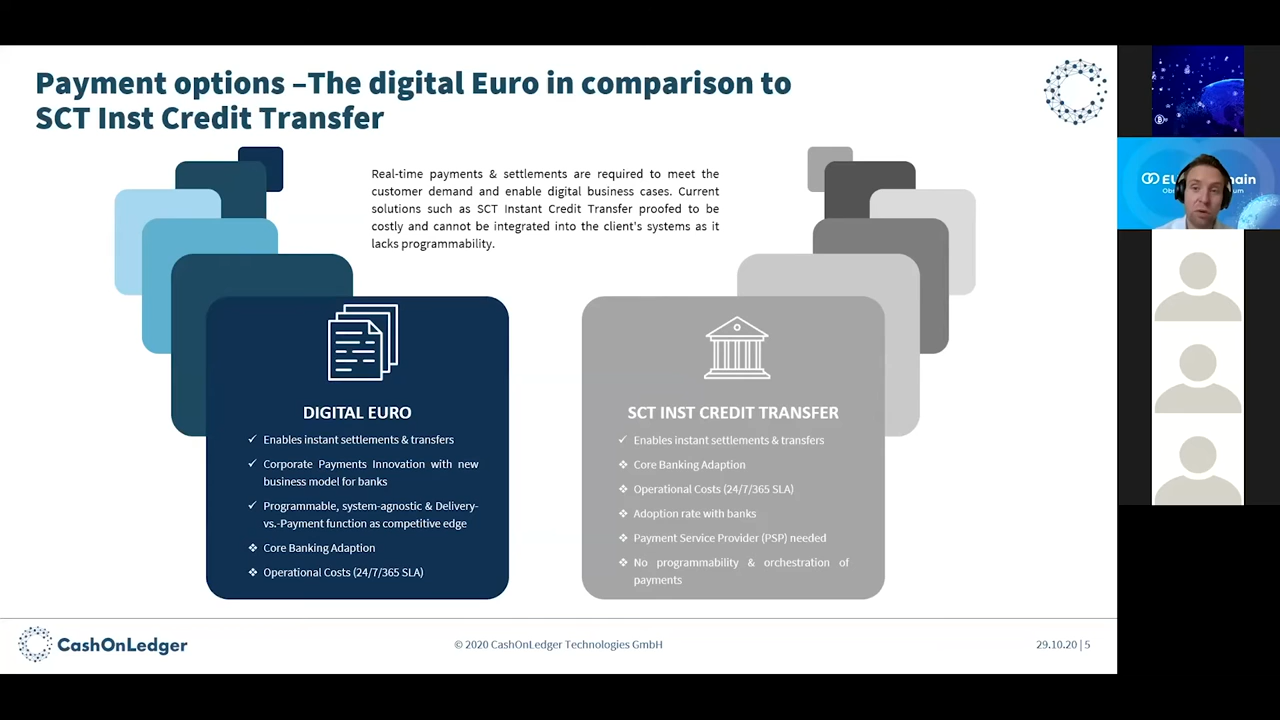 Payment options –The digital Euro in comparison to
SCT Inst Credit Transfer
Real-time payments & settlements are required to meet the
customer demand and enable digital business cases. Current
solutions such as SCT Instant Credit Transfer proofed to be
costly and cannot be integrated into the client's systems as it
lacks programmability.
DIGITAL EURO
✓ Enables instant settlements & transfers
✓ Corporate Payments Innovation with new
business model for banks
✓ Programmable, system-agnostic & Delivery-
vs.-Payment function as competitive edge
❖ Core Banking Adaption
❖ Operational Costs (24/7/365 SLA)
SCT INST CREDIT TRANSFER
✓ Enables instant settlements & transfers
❖ Core Banking Adaption
❖ Operational Costs (24/7/365 SLA)
❖ Adoption rate with banks
❖ Payment Service Provider (PSP) needed
❖ No programmability & orchestration of
payments
CashOnLedger
© 2020 CashOnLedger Technologies GmbH
29.10.20 | 5